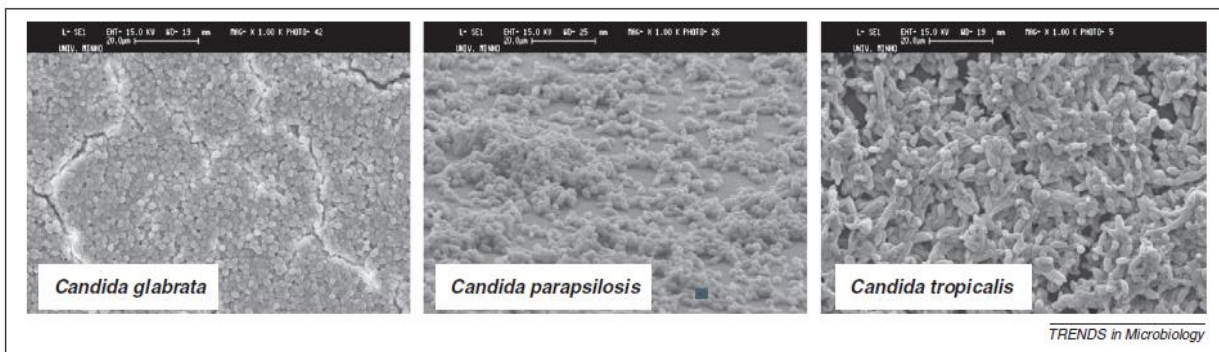 L- SE1 EHT- 15.0 KV WD- 19 mm MAG- X 1.00 K PHOTO- 42
20.0µm
UNIV. MINHO
Candida glabrata
L- SE1 EHT- 15.0 KV WD- 25 mm MAG- X 1.00 K PHOTO- 26
20.0µm
UNIV. MINHO
Candida parapsilosis
L- SE1 EHT- 15.0 KV WD- 19 mm MAG- X 1.00 K PHOTO- 5
20.0µm
UNIV. MINHO
Candida tropicalis
TRENDS in Microbiology